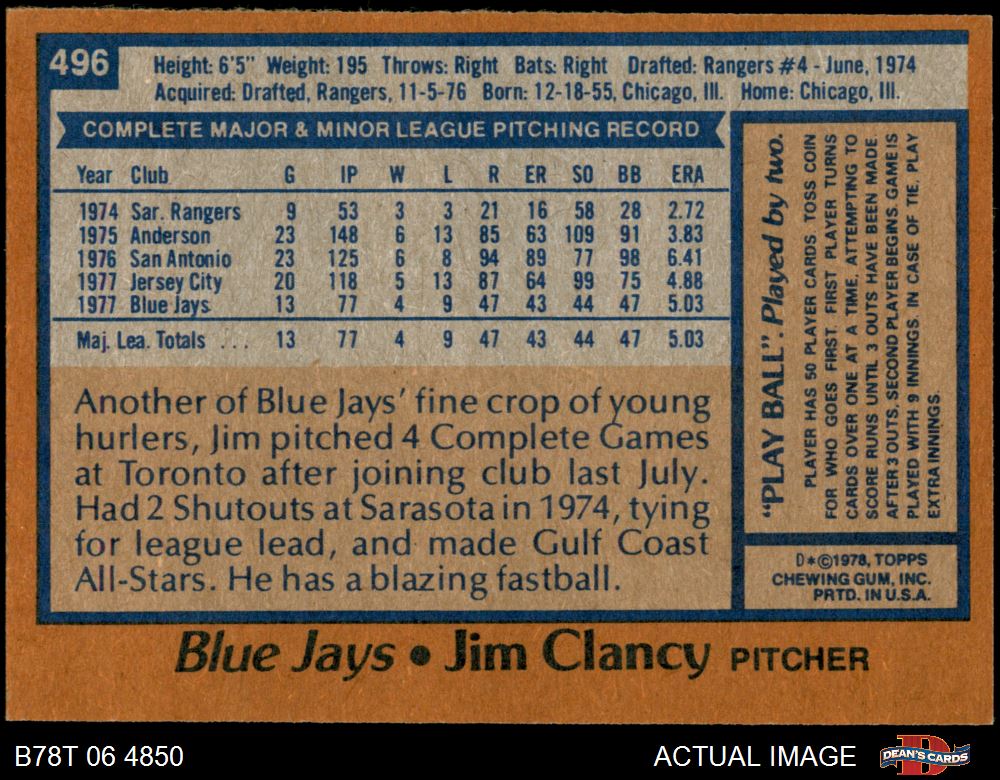 496
Height: 6'5" Weight: 195 Throws: Right Bats: Right Drafted: Rangers #4 - June, 1974
Acquired: Drafted, Rangers, 11-5-76 Born: 12-18-55, Chicago, Ill. Home: Chicago, Ill.
COMPLETE MAJOR & MINOR LEAGUE PITCHING RECORD
Year Club G IP W L R ER SO BB ERA
1974 Sar. Rangers 9 53 3 3 21 16 58 28 2.72
1975 Anderson 23 148 6 13 85 63 109 91 3.83
1976 San Antonio 23 125 6 8 94 89 77 98 6.41
1977 Jersey City 20 118 5 13 87 64 99 75 4.88
1977 Blue Jays 13 77 4 9 47 43 44 47 5.03
Maj. Lea. Totals ... 13 77 4 9 47 43 44 47 5.03
Another of Blue Jays' fine crop of young
hurlers, Jim pitched 4 Complete Games
at Toronto after joining club last July.
Had 2 Shutouts at Sarasota in 1974, tying
for league lead, and made Gulf Coast
All-Stars. He has a blazing fastball.
"PLAY BALL". Played by two.
PLAYER HAS 50 PLAYER CARDS. TOSS COIN
FOR WHO GOES FIRST. FIRST PLAYER TURNS
CARDS OVER ONE AT A TIME, ATTEMPTING TO
SCORE RUNS UNTIL 3 OUTS HAVE BEEN MADE.
AFTER 3 OUTS, SECOND PLAYER BEGINS. GAME IS
PLAYED WITH 9 INNINGS. IN CASE OF TIE, PLAY
EXTRA INNINGS.
D*©1978, TOPPS
CHEWING GUM, INC.
PRTD. IN U.S.A.
Blue Jays • Jim Clancy PITCHER
B78T 06 4850
ACTUAL IMAGE
DEAN'S CARDS